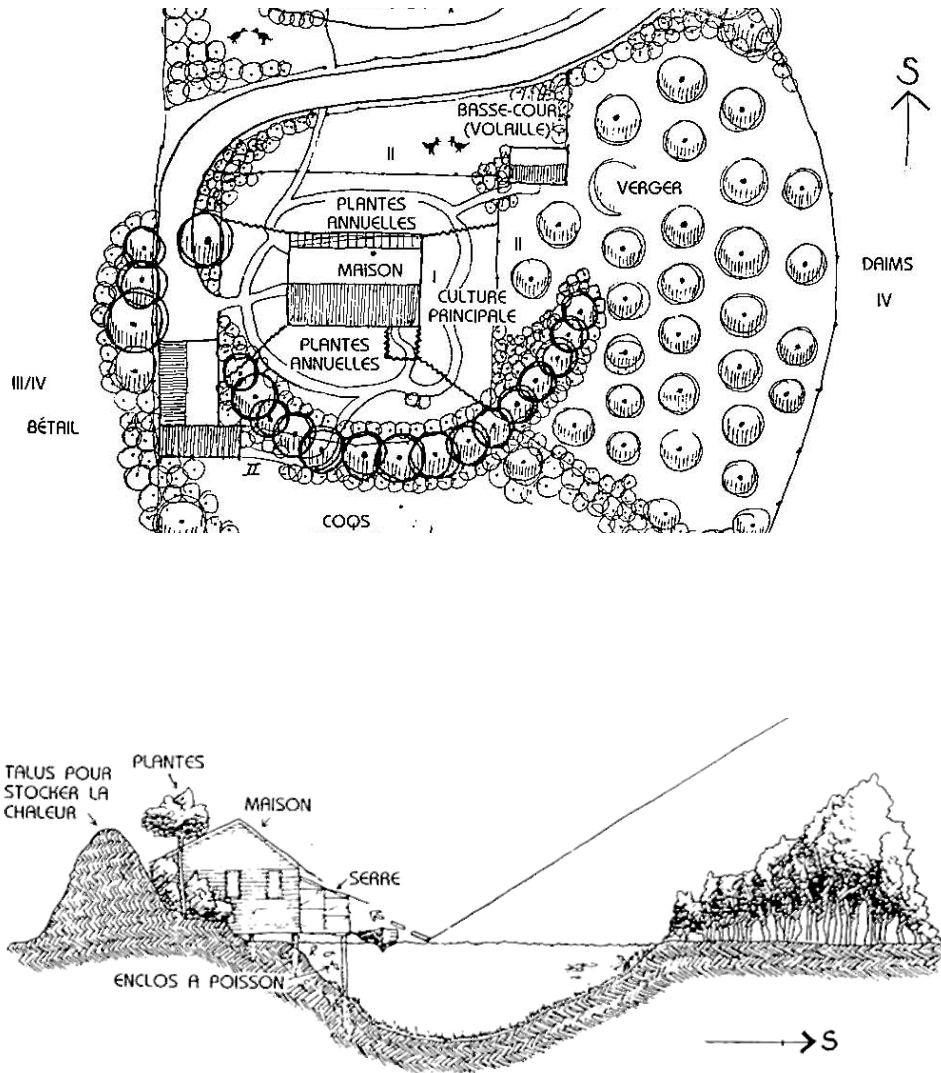 S
BASSE-COUR
(VOLAILLE)
II
VERGER
PLANTES
ANNUELLES
II
MAISON
I
DAIMS
IV
CULTURE
PRINCIPALE
PLANTES
ANNUELLES
III/IV
BÉTAIL
II
COQS
PLANTES
TALUS POUR
STOCKER LA
CHALEUR
MAISON
SERRE
ENCLOS A POISSON
S